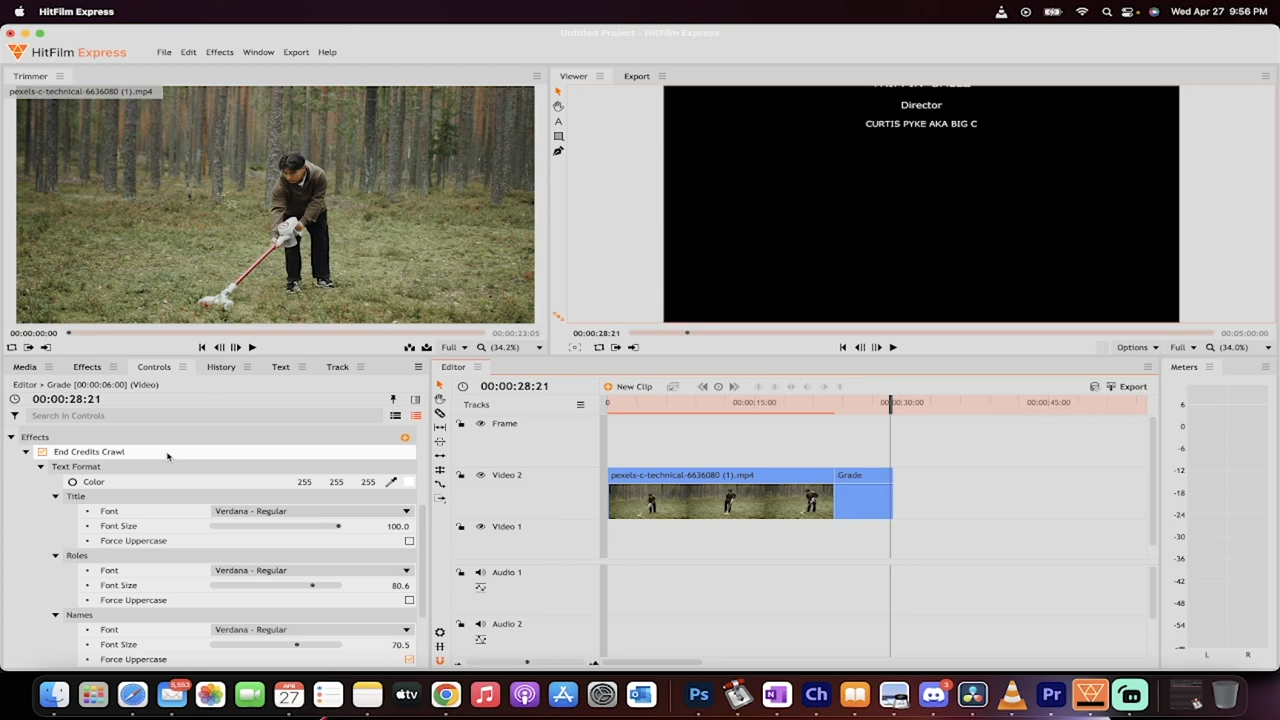 HitFilm Express
Wed Apr 27 9:56 PM
Untitled Project - HitFilm Express
HitFilm Express
File Edit Effects Window Export Help
Trimmer
Viewer Export
pexels-c-technical-6636080 (1).mp4
Director
CURTIS PYKE AKA BIG C
00:00:00:00
00:00:23:05
00:00:28:21
00:05:00:00
Full (34.2%)
Options Full (34.0%)
Media Effects Controls History Text Track
Editor
Meters
Editor > Grade [00:00:06:00] (Video)
00:00:28:21
00:00:28:21
New Clip
Export
Search In Controls
Tracks
0 00:00:15:00 00:00:30:00 00:00:45:00
Effects
End Credits Crawl
Text Format
Color 255 255 255
Title
Font Verdana - Regular
Font Size 100.0
Force Uppercase
Roles
Font Verdana - Regular
Font Size 80.6
Force Uppercase
Names
Font Verdana - Regular
Font Size 70.5
Force Uppercase
Frame
Video 2
pexels-c-technical-6636080 (1).mp4
Grade
Video 1
Audio 1
Audio 2
6
0
-6
-12
-18
-24
-30
-36
-42
-48
-54
L R
5,553
APR
27
tv
3
Ps
N
Ch
Pr